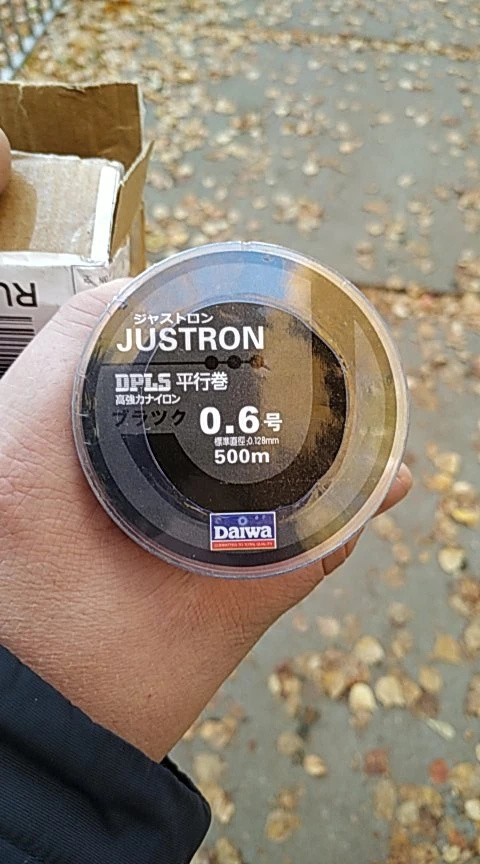 ジャストロン
JUSTRON
DPLS 平行巻
高強力ナイロン
ブラック 0.6号
標準直径:0.128mm
500m
Daiwa
RU